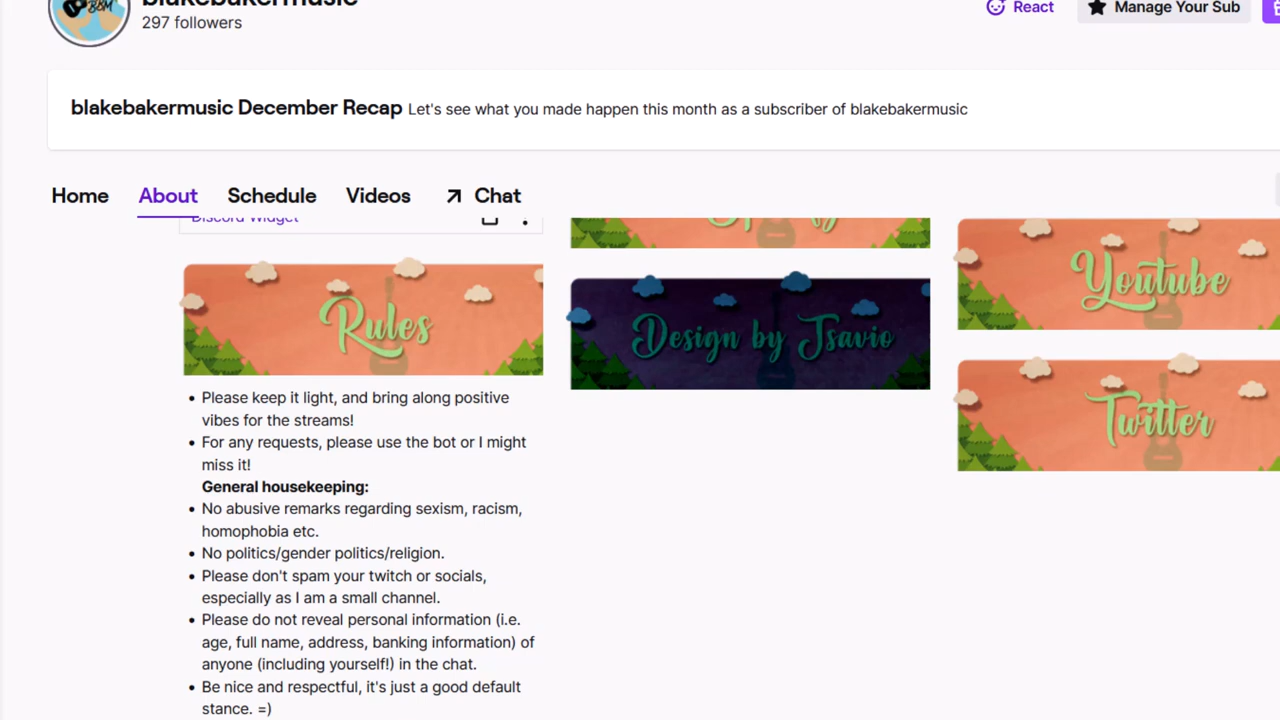 blakebakermusic
297 followers
React
Manage Your Sub
B&M
blakebakermusic December Recap Let's see what you made happen this month as a subscriber of blakebakermusic
Home About Schedule Videos Chat
Discord Widget
Spotify
Rules
Design by Tsavio
Youtube
Twitter
• Please keep it light, and bring along positive
vibes for the streams!
• For any requests, please use the bot or I might
miss it!
General housekeeping:
• No abusive remarks regarding sexism, racism,
homophobia etc.
• No politics/gender politics/religion.
• Please don't spam your twitch or socials,
especially as I am a small channel.
• Please do not reveal personal information (i.e.
age, full name, address, banking information) of
anyone (including yourself!) in the chat.
• Be nice and respectful, it's just a good default
stance. =)